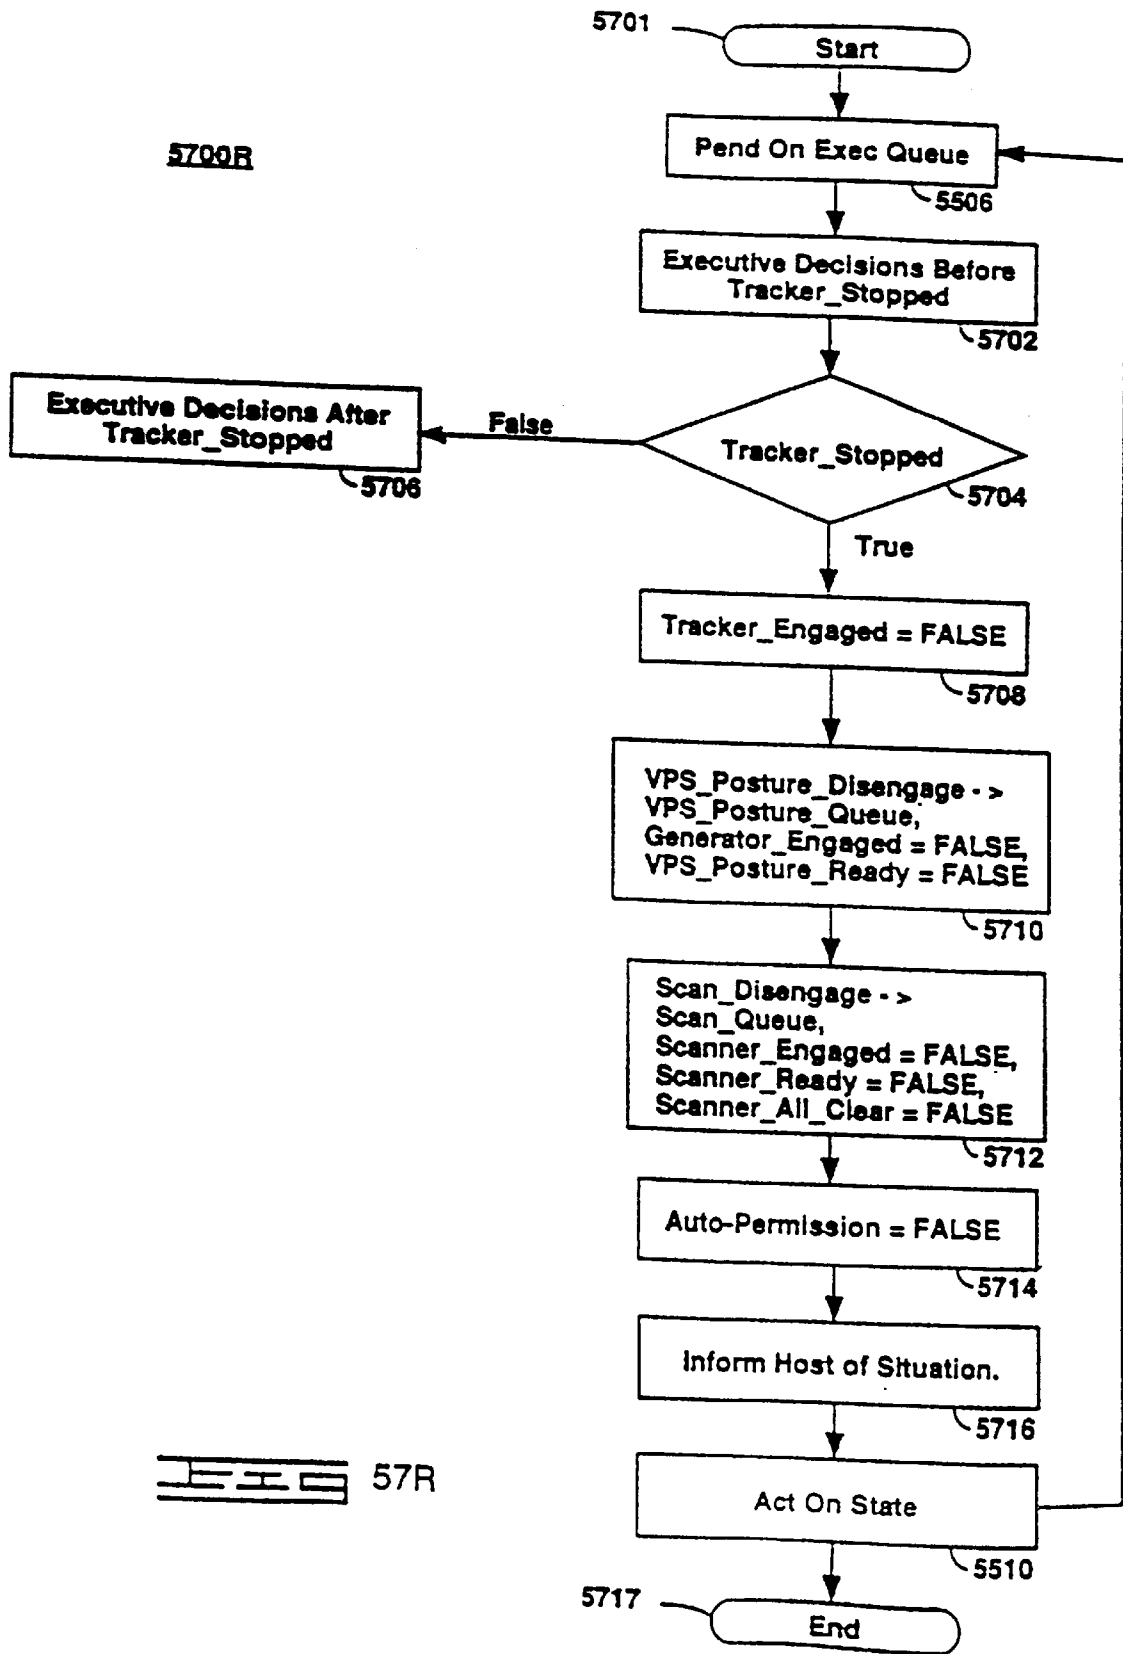 5701
Start
5700R
Pend On Exec Queue
5506
Executive Decisions Before
Tracker_Stopped
5702
Executive Decisions After
Tracker_Stopped
5706
False
Tracker_Stopped
5704
True
Tracker_Engaged = FALSE
5708
VPS_Posture_Disengage - >
VPS_Posture_Queue,
Generator_Engaged = FALSE,
VPS_Posture_Ready = FALSE
5710
Scan_Disengage - >
Scan_Queue,
Scanner_Engaged = FALSE,
Scanner_Ready = FALSE,
Scanner_All_Clear = FALSE
5712
Auto-Permission = FALSE
5714
Inform Host of Situation.
5716
57R
Act On State
5510
5717
End